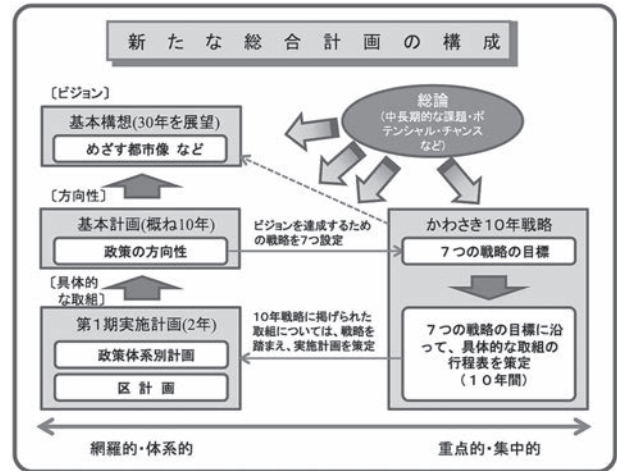 新たな総合計画の構成
〔ビジョン〕
基本構想(30年を展望)
めざす都市像 など
総論
(中長期的な課題・ポ
テンシャル・チャンス
など)
〔方向性〕
基本計画(概ね10年)
政策の方向性
ビジョンを達成するため
の戦略を7つ設定
かわさき10年戦略
7つの戦略の目標
〔具体的
な取組〕
第1期実施計画(2年)
政策体系別計画
区 計 画
10年戦略に掲げられた
取組については、戦略を
踏まえ、実施計画を策定
7つの戦略の目標に沿
って、具体的な取組の
行程表を策定
(10年間)
網羅的・体系的
重点的・集中的